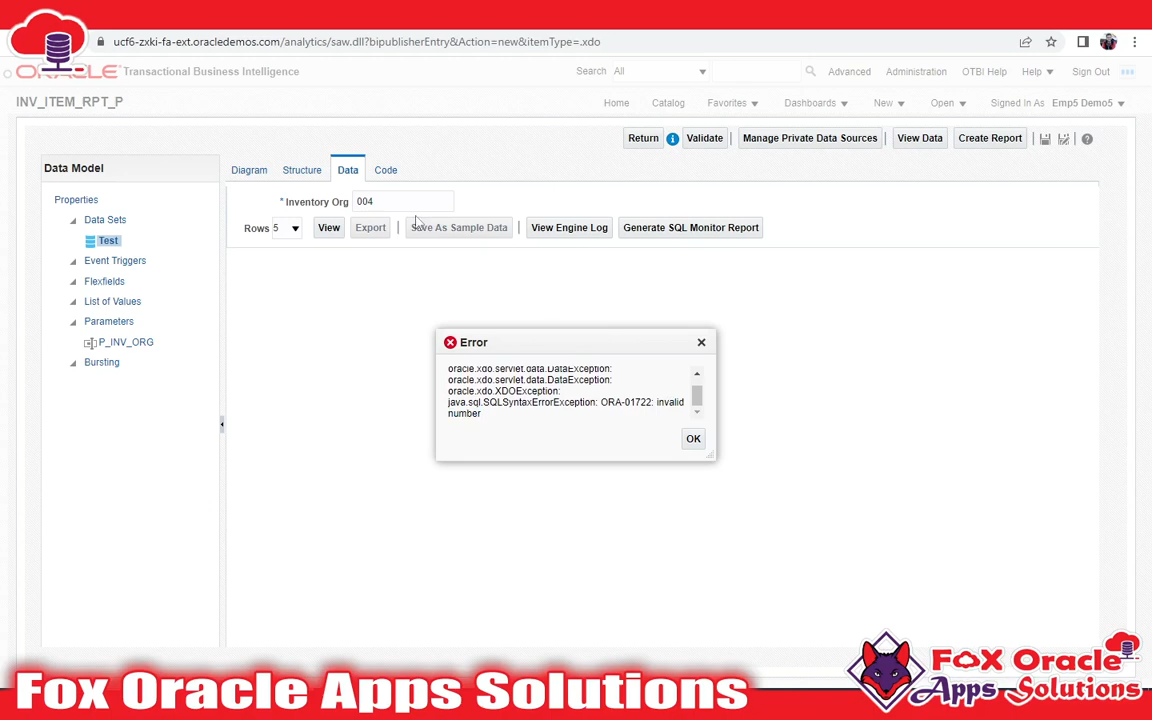 ucf6-zxki-fa-ext.oracledemos.com/analytics/saw.dll?bipublisherEntry&Action=new&itemType=.xdo
ORACLE Transactional Business Intelligence
Search All
Advanced Administration OTBI Help Help Sign Out
INV_ITEM_RPT_P
Home Catalog Favorites Dashboards New Open Signed In As Emp5 Demo5
Return Validate Manage Private Data Sources View Data Create Report
Data Model
Diagram Structure Data Code
Properties
Data Sets
Test
Event Triggers
Flexfields
List of Values
Parameters
P_INV_ORG
Bursting
* Inventory Org 004
Rows 5 View Export Save As Sample Data View Engine Log Generate SQL Monitor Report
Error
oracle.xdo.servlet.data.DataException:
oracle.xdo.servlet.data.DataException:
oracle.xdo.XDOException:
java.sql.SQLSyntaxErrorException: ORA-01722: invalid
number
OK
Fox Oracle Apps Solutions
Fox Oracle
Apps Solutions